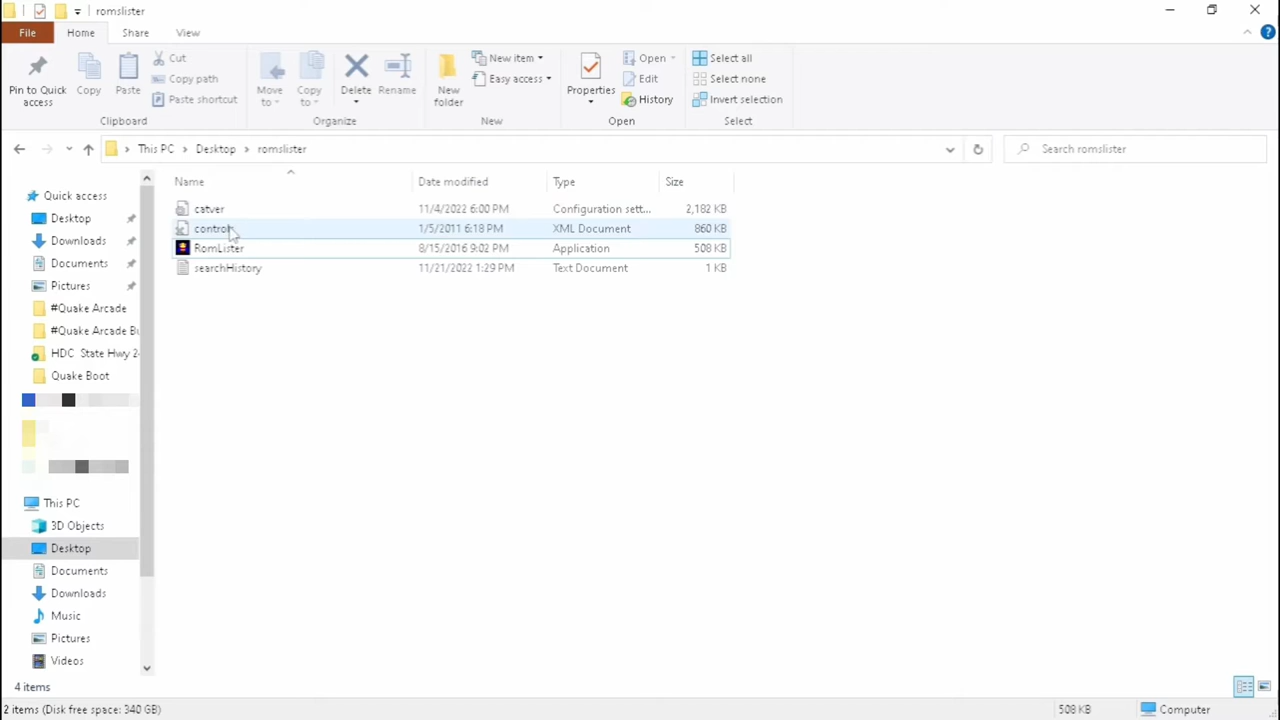 romslister
File Home Share View
Pin to Quick access
Copy
Paste
Cut
Copy path
Paste shortcut
Clipboard
Move to
Copy to
Delete
Rename
Organize
New folder
New item
Easy access
New
Properties
Open
Edit
History
Open
Select all
Select none
Invert selection
Select
This PC Desktop romslister
Search romslister
Name Date modified Type Size
catver 11/4/2022 6:00 PM Configuration sett... 2,182 KB
control 1/5/2011 6:18 PM XML Document 860 KB
RomLister 8/15/2016 9:02 PM Application 508 KB
searchHistory 11/21/2022 1:29 PM Text Document 1 KB
Quick access
Desktop
Downloads
Documents
Pictures
#Quake Arcade
#Quake Arcade Bu
HDC State Hwy 2
Quake Boot
This PC
3D Objects
Desktop
Documents
Downloads
Music
Pictures
Videos
4 items
2 items (Disk free space: 340 GB) 508 KB Computer